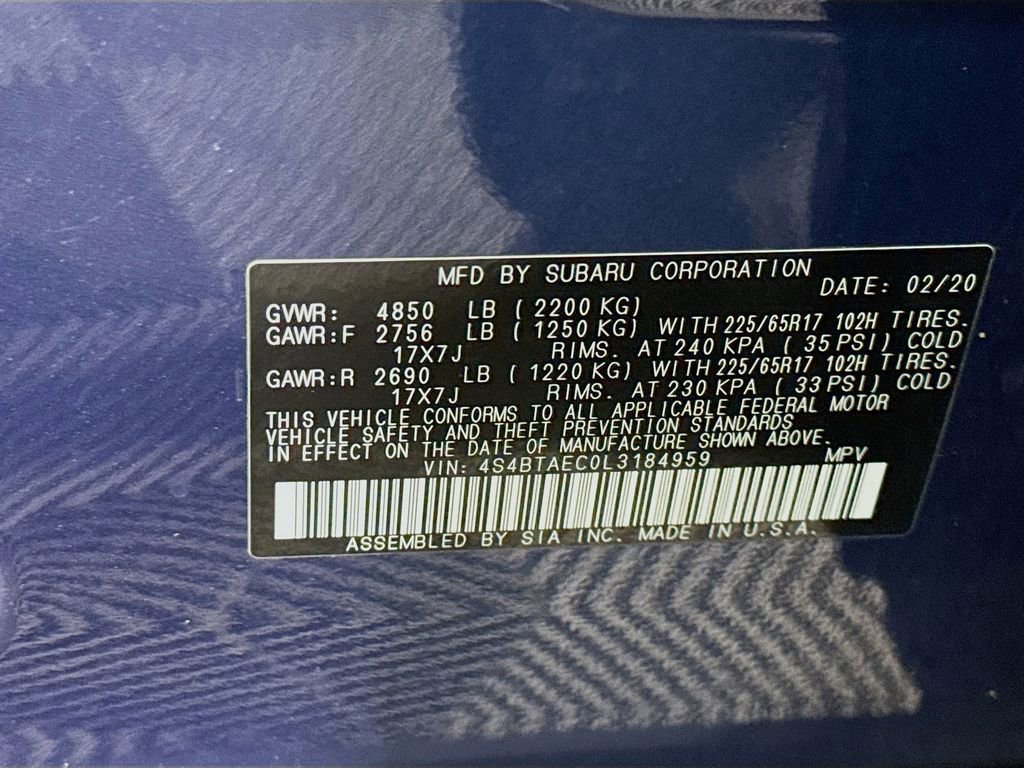 MFD BY SUBARU CORPORATION
DATE: 02/20
GVWR: 4850 LB ( 2200 KG)
GAWR:F 2756 LB ( 1250 KG) WITH 225/65R17 102H TIRES.
17X7J RIMS. AT 240 KPA ( 35 PSI) COLD
GAWR:R 2690 LB ( 1220 KG) WITH 225/65R17 102H TIRES.
17X7J RIMS. AT 230 KPA ( 33 PSI) COLD
THIS VEHICLE CONFORMS TO ALL APPLICABLE FEDERAL MOTOR
VEHICLE SAFETY AND THEFT PREVENTION STANDARDS
IN EFFECT ON THE DATE OF MANUFACTURE SHOWN ABOVE.
VIN: 4S4BTAEC0L3184959 MPV
ASSEMBLED BY SIA INC. MADE IN U.S.A.